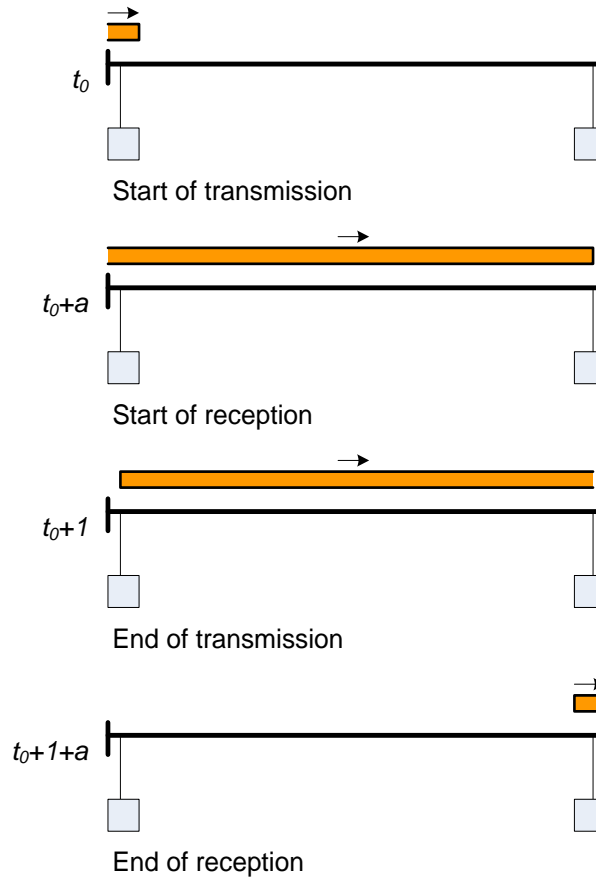 t0
Start of transmission
t0+a
Start of reception
t0+1
End of transmission
t0+1+a
End of reception